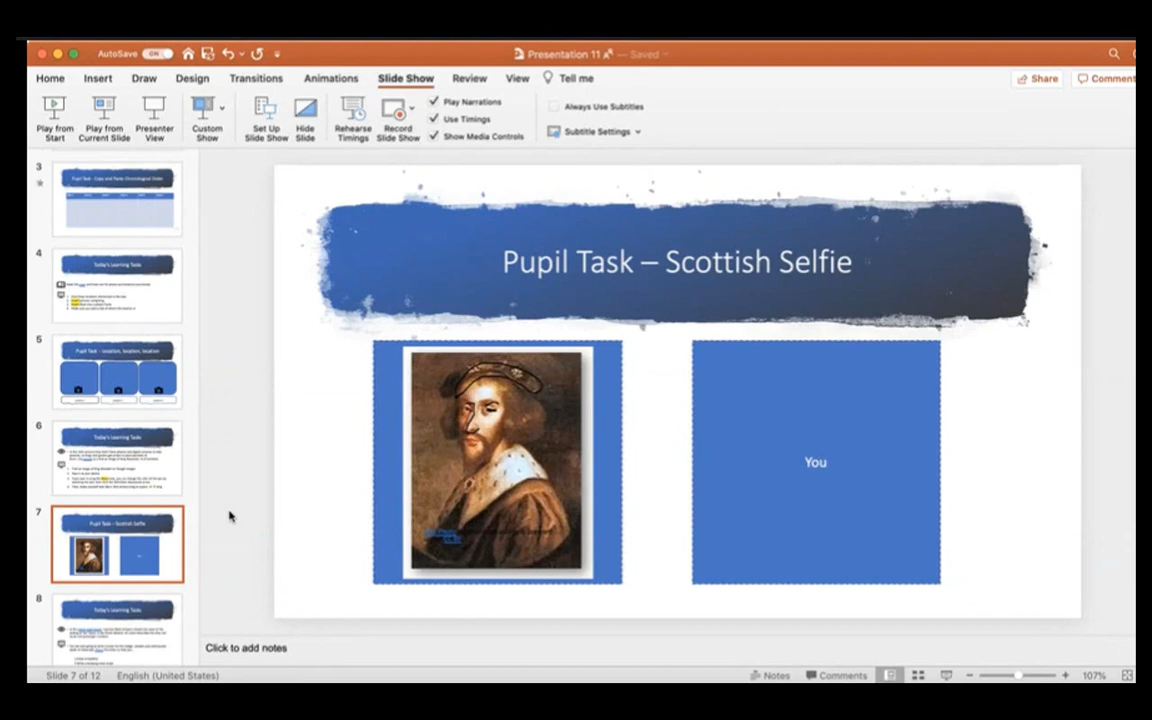 AutoSave ON
Presentation 11 — Saved
Home Insert Draw Design Transitions Animations Slide Show Review View Tell me
Share Comment
Play from Start
Play from Current Slide
Presenter View
Custom Show
Set Up Slide Show
Hide Slide
Rehearse Timings
Record Slide Show
Play Narrations
Use Timings
Show Media Controls
Always Use Subtitles
Subtitle Settings
3
Pupil Task - Copy and Paste Chronological Order
4
Today's Learning Tasks
5
Pupil Task - Location, location, location
6
Today's Learning Tasks
7
Pupil Task – Scottish Selfie
8
Today's Learning Tasks
Pupil Task – Scottish Selfie
You
Click to add notes
Slide 7 of 12 English (United States) Notes Comments 107%